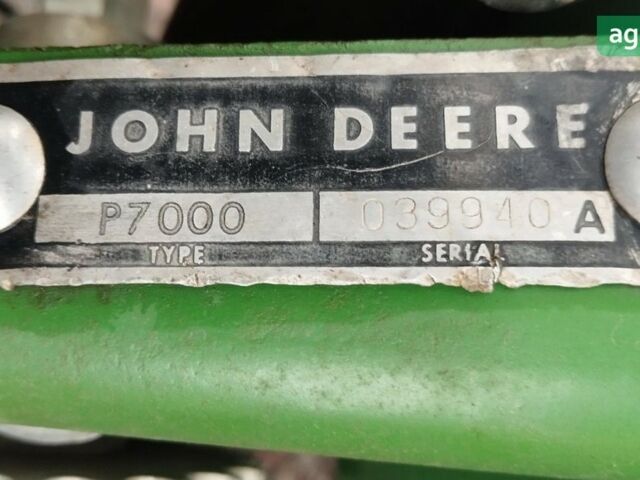 ag
JOHN DEERE
P7000 039940 A
TYPE SERIAL